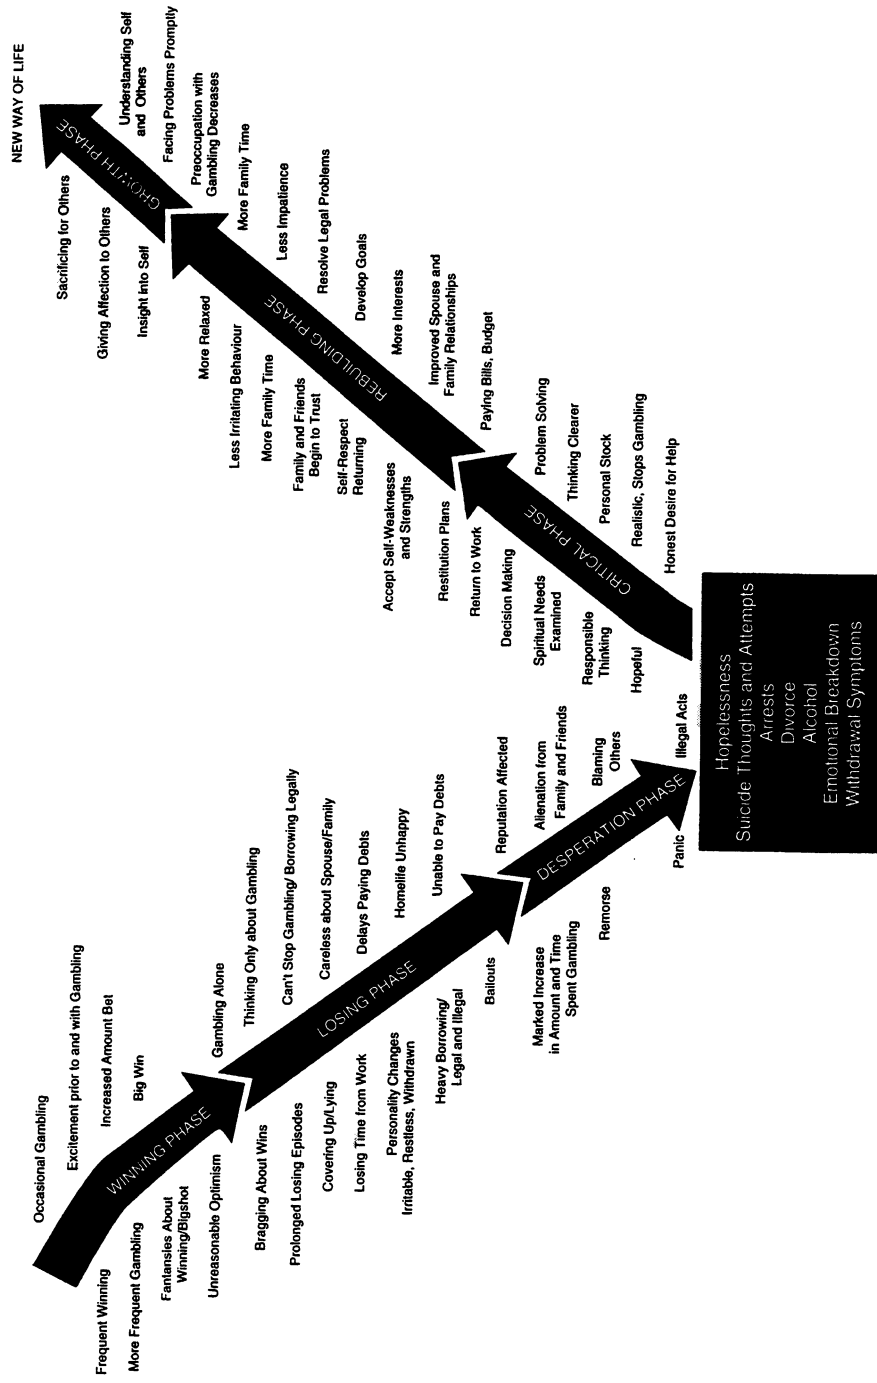 Occasional Gambling
Excitement prior to and with Gambling
Increased Amount Bet
Big Win
Frequent Winning
More Frequent Gambling
Fantansies About
Winning/Bigshot
Unreasonable Optimism
WINNING PHASE
Gambling Alone
Thinking Only about Gambling
Can't Stop Gambling/ Borrowing Legally
Careless about Spouse/Family
Delays Paying Debts
Homelife Unhappy
Unable to Pay Debts
Bragging About Wins
Prolonged Losing Episodes
Covering Up/Lying
Losing Time from Work
Personality Changes
Irritable, Restless, Withdrawn
Heavy Borrowing/
Legal and Illegal
Bailouts
LOSING PHASE
Reputation Affected
Alienation from
Family and Friends
Blaming
Others
Illegal Acts
Marked Increase
in Amount and Time
Spent Gambling
Remorse
Panic
DESPERATION PHASE
Hopelessness
Suicide Thoughts and Attempts
Arrests
Divorce
Alcohol
Emotional Breakdown
Withdrawal Symptoms
Hopeful
Responsible
Thinking
Spiritual Needs
Examined
Decision Making
Return to Work
Restitution Plans
CRITICAL PHASE
Honest Desire for Help
Realistic, Stops Gambling
Personal Stock
Thinking Clearer
Problem Solving
Accept Self-Weaknesses
and Strengths
Self-Respect
Returning
Family and Friends
Begin to Trust
More Family Time
Less Irritating Behaviour
More Relaxed
REBUILDING PHASE
Paying Bills, Budget
Improved Spouse and
Family Relationships
More Interests
Develop Goals
Resolve Legal Problems
Less Impatience
More Family Time
Insight Into Self
Giving Affection to Others
Sacrificing for Others
GROWTH PHASE
Preoccupation with
Gambling Decreases
Facing Problems Promptly
Understanding Self
and Others
NEW WAY OF LIFE